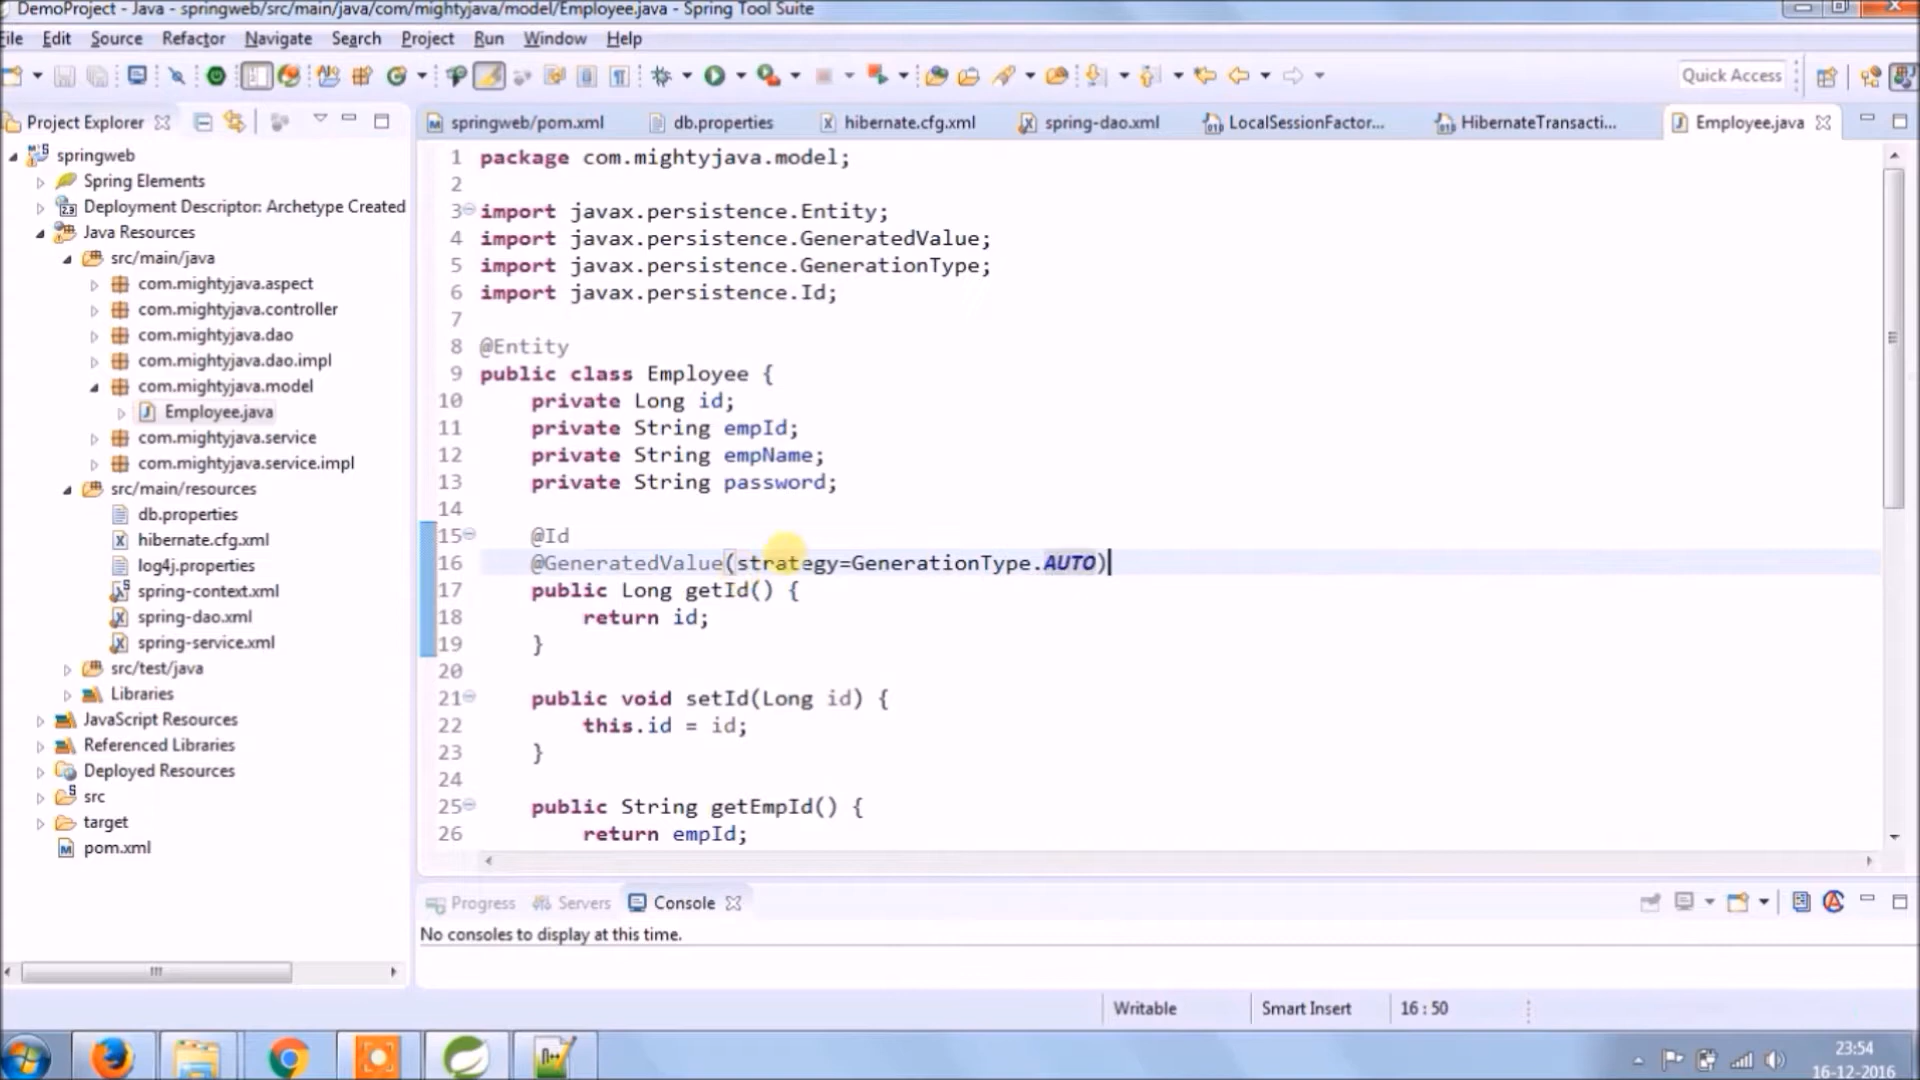 DemoProject - Java - springweb/src/main/java/com/mightyjava/model/Employee.java - Spring Tool Suite
File Edit Source Refactor Navigate Search Project Run Window Help
Quick Access
Project Explorer
springweb
Spring Elements
Deployment Descriptor: Archetype Created
Java Resources
src/main/java
com.mightyjava.aspect
com.mightyjava.controller
com.mightyjava.dao
com.mightyjava.dao.impl
com.mightyjava.model
Employee.java
com.mightyjava.service
com.mightyjava.service.impl
src/main/resources
db.properties
hibernate.cfg.xml
log4j.properties
spring-context.xml
spring-dao.xml
spring-service.xml
src/test/java
Libraries
JavaScript Resources
Referenced Libraries
Deployed Resources
src
target
pom.xml
springweb/pom.xml db.properties hibernate.cfg.xml spring-dao.xml LocalSessionFactor... HibernateTransacti... Employee.java
1 package com.mightyjava.model;
2
3 import javax.persistence.Entity;
4 import javax.persistence.GeneratedValue;
5 import javax.persistence.GenerationType;
6 import javax.persistence.Id;
7
8 @Entity
9 public class Employee {
10 private Long id;
11 private String empId;
12 private String empName;
13 private String password;
14
15 @Id
16 @GeneratedValue(strategy=GenerationType.AUTO)
17 public Long getId() {
18 return id;
19 }
20
21 public void setId(Long id) {
22 this.id = id;
23 }
24
25 public String getEmpId() {
26 return empId;
Progress Servers Console
No consoles to display at this time.
Writable Smart Insert 16 : 50
23:54
16-12-2016